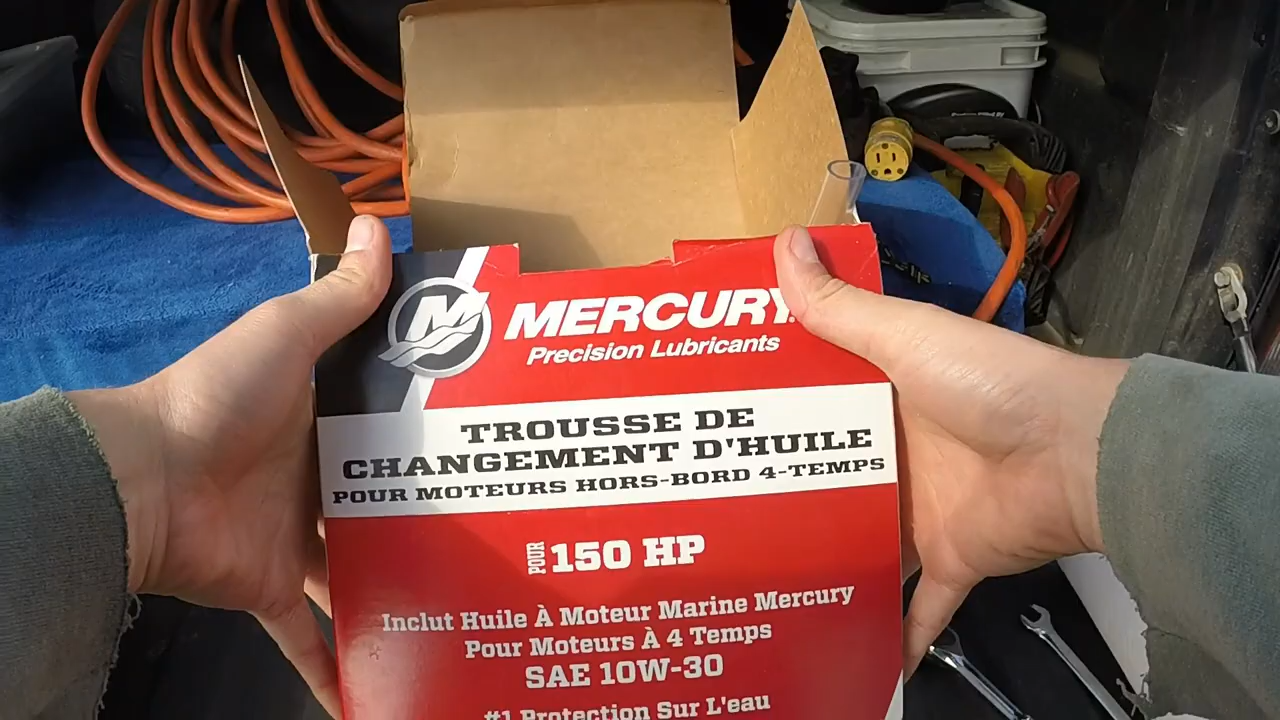 MERCURY
Precision Lubricants
TROUSSE DE
CHANGEMENT D'HUILE
POUR MOTEURS HORS-BORD 4-TEMPS
POUR 150 HP
Inclut Huile À Moteur Marine Mercury
Pour Moteurs À 4 Temps
SAE 10W-30
#1 Protection Sur L'eau